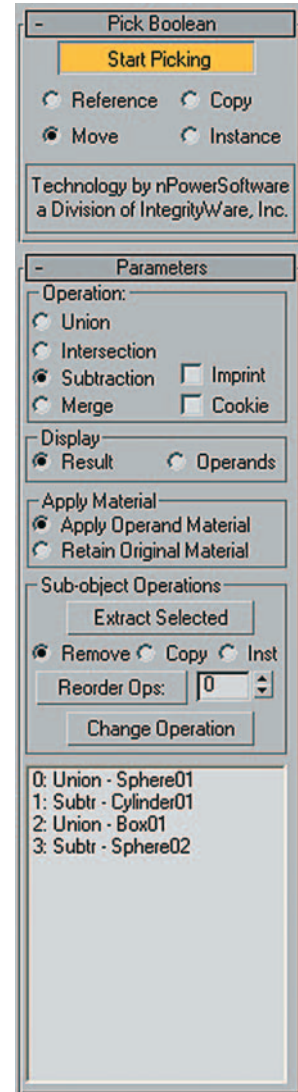 - Pick Boolean
Start Picking
Reference Copy
Move Instance
Technology by nPowerSoftware
a Division of IntegrityWare, Inc.
- Parameters
Operation:
Union
Intersection
Subtraction Imprint
Merge Cookie
Display
Result Operands
Apply Material
Apply Operand Material
Retain Original Material
Sub-object Operations
Extract Selected
Remove Copy Inst
Reorder Ops: 0
Change Operation
0: Union - Sphere01
1: Subtr - Cylinder01
2: Union - Box01
3: Subtr - Sphere02